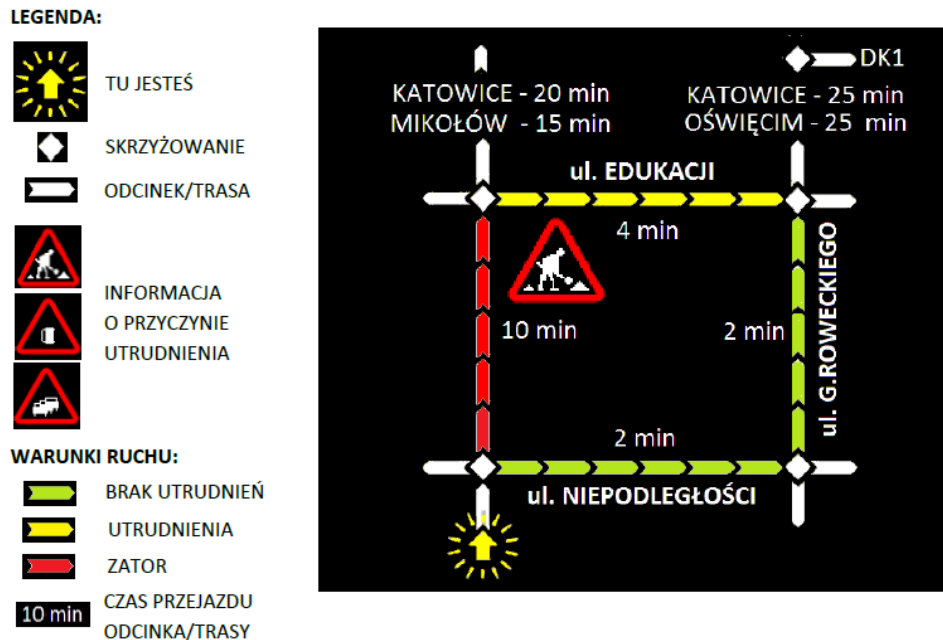 LEGENDA:
TU JESTEŚ
SKRZYŻOWANIE
ODCINEK/TRASA
INFORMACJA
O PRZYCZYNIE
UTRUDNIENIA
WARUNKI RUCHU:
BRAK UTRUDNIEŃ
UTRUDNIENIA
ZATOR
10 min
CZAS PRZEJAZDU
ODCINKA/TRASY
DK1
KATOWICE - 20 min
MIKOŁÓW - 15 min
KATOWICE - 25 min
OŚWIĘCIM - 25 min
ul. EDUKACJI
4 min
10 min
2 min
ul. G.ROWECKIEGO
2 min
ul. NIEPODLEGŁOŚCI